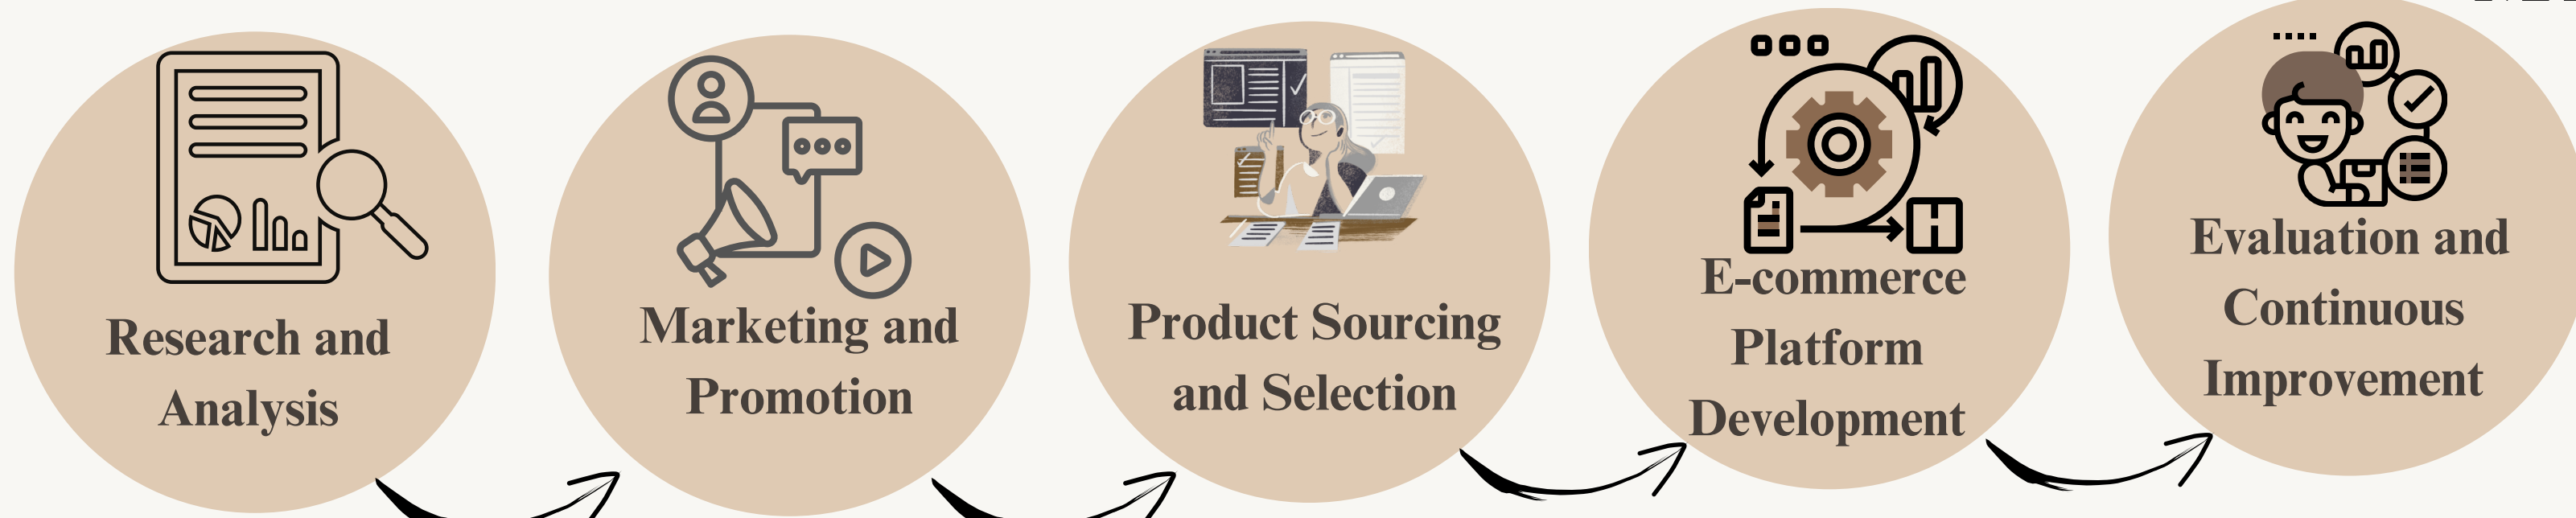 Research and
Analysis
Marketing and
Promotion
Product Sourcing
and Selection
E-commerce
Platform
Development
Evaluation and
Continuous
Improvement